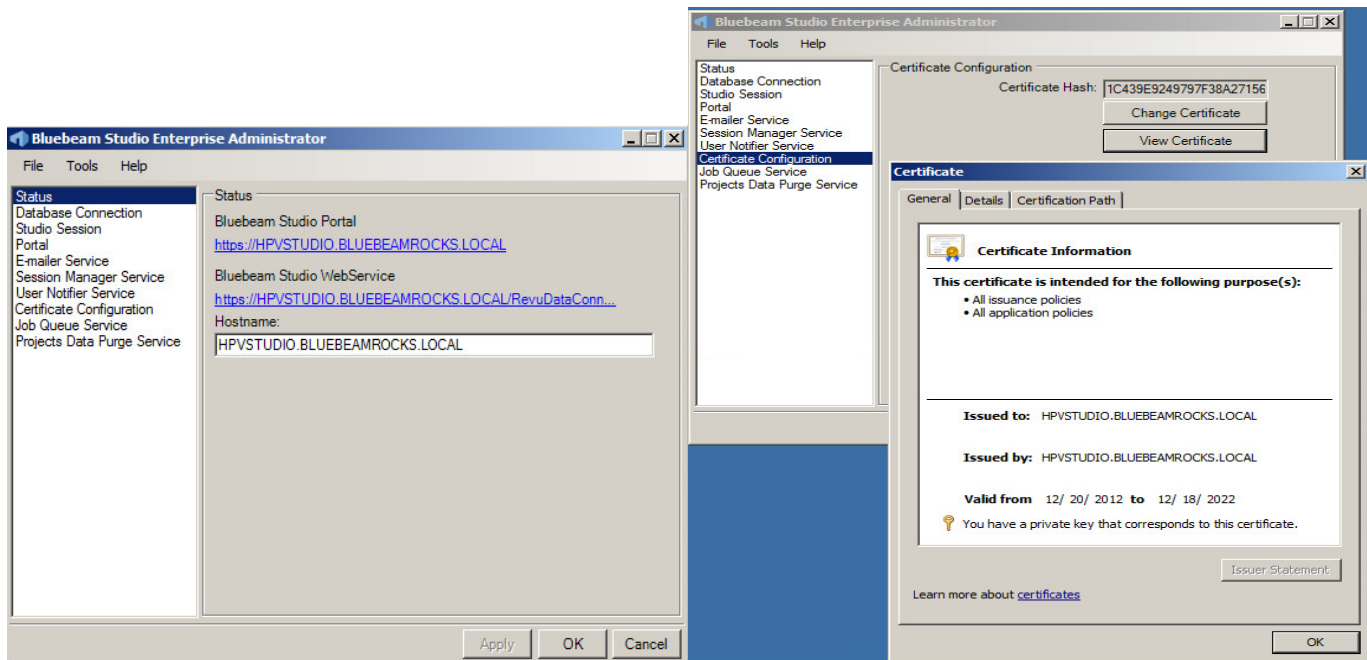 Bluebeam Studio Enterprise Administrator
File Tools Help
Status
Database Connection
Studio Session
Portal
E-mailer Service
Session Manager Service
User Notifier Service
Certificate Configuration
Job Queue Service
Projects Data Purge Service
Status
Bluebeam Studio Portal
https://HPVSTUDIO.BLUEBEAMROCKS.LOCAL
Bluebeam Studio WebService
https://HPVSTUDIO.BLUEBEAMROCKS.LOCAL/RevuDataConn...
Hostname:
HPVSTUDIO.BLUEBEAMROCKS.LOCAL
Apply OK Cancel
Bluebeam Studio Enterprise Administrator
File Tools Help
Status
Database Connection
Studio Session
Portal
E-mailer Service
Session Manager Service
User Notifier Service
Certificate Configuration
Job Queue Service
Projects Data Purge Service
Certificate Configuration
Certificate Hash: 1C439E9249797F38A27156
Change Certificate
View Certificate
Certificate
General Details Certification Path
Certificate Information
This certificate is intended for the following purpose(s):
• All issuance policies
• All application policies
Issued to: HPVSTUDIO.BLUEBEAMROCKS.LOCAL
Issued by: HPVSTUDIO.BLUEBEAMROCKS.LOCAL
Valid from 12/ 20/ 2012 to 12/ 18/ 2022
You have a private key that corresponds to this certificate.
Issuer Statement
Learn more about certificates
OK